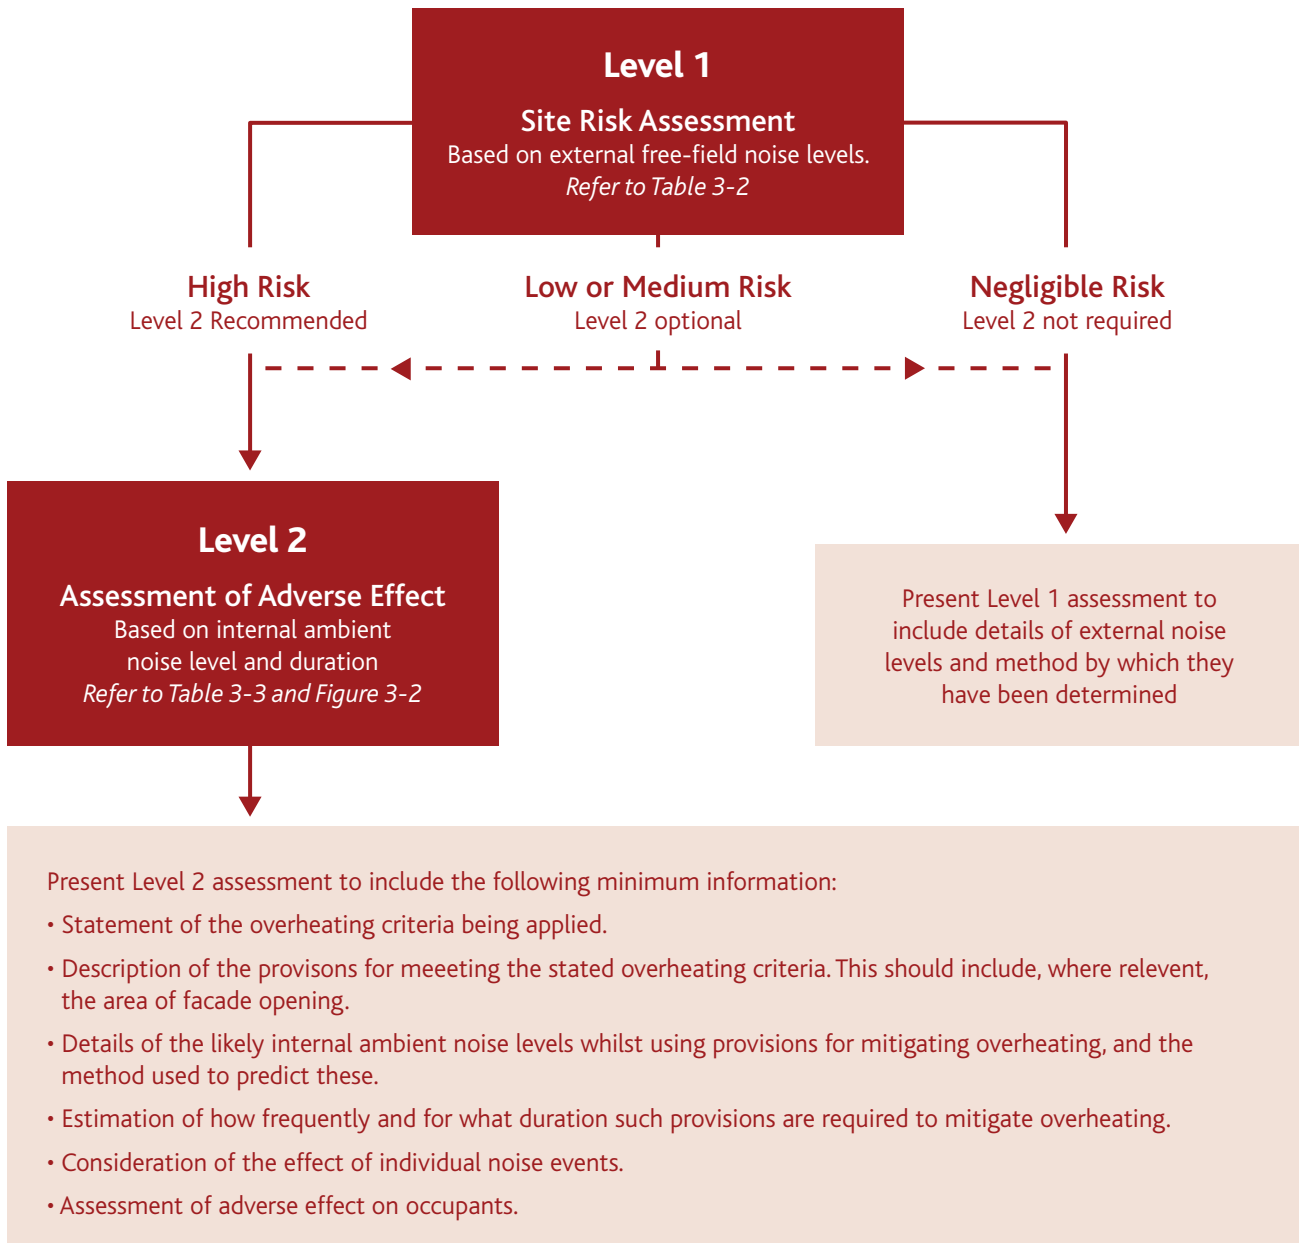 Level 1
Site Risk Assessment
Based on external free-field noise levels.
Refer to Table 3-2
High Risk
Level 2 Recommended
Low or Medium Risk
Level 2 optional
Negligible Risk
Level 2 not required
Level 2
Assessment of Adverse Effect
Based on internal ambient
noise level and duration
Refer to Table 3-3 and Figure 3-2
Present Level 1 assessment to
include details of external noise
levels and method by which they
have been determined
Present Level 2 assessment to include the following minimum information:
• Statement of the overheating criteria being applied.
• Description of the provisons for meeeting the stated overheating criteria. This should include, where relevent,
the area of facade opening.
• Details of the likely internal ambient noise levels whilst using provisions for mitigating overheating, and the
method used to predict these.
• Estimation of how frequently and for what duration such provisions are required to mitigate overheating.
• Consideration of the effect of individual noise events.
• Assessment of adverse effect on occupants.